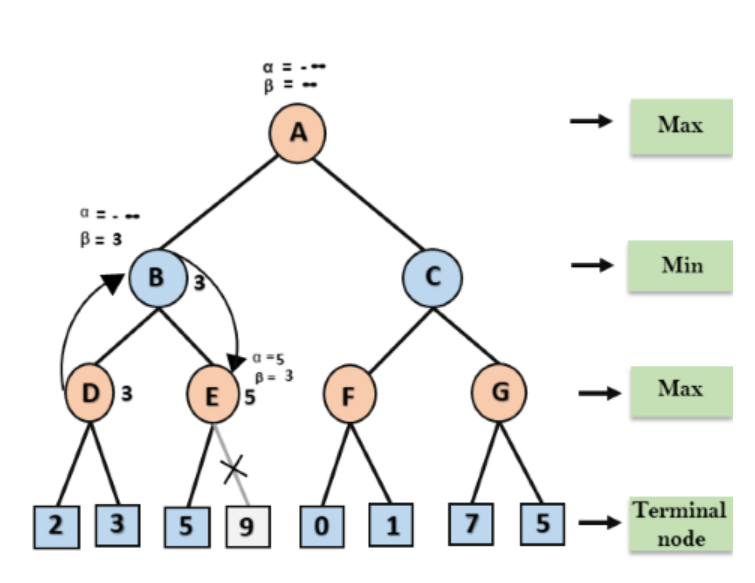 α = - ∞
β = ∞
A
Max
α = - ∞
β = 3
B
3
C
Min
α =5
β = 3
D
3
E
5
F
G
Max
2
3
5
9
0
1
7
5
Terminal
node